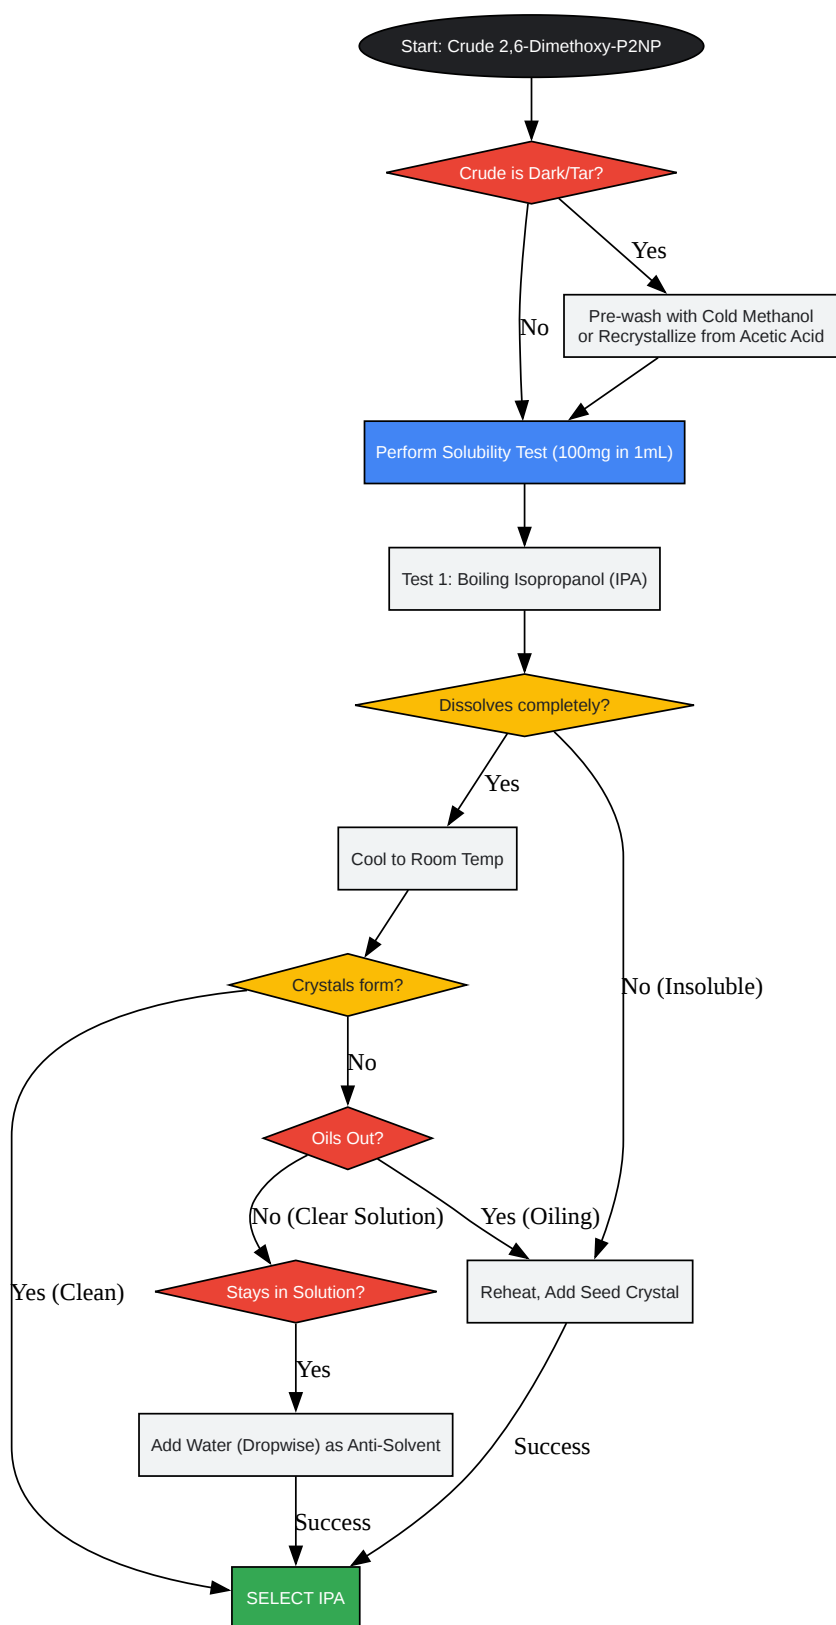 Start: Crude 2,6-Dimethoxy-P2NP
Crude is Dark/Tar?
Yes
No
Pre-wash with Cold Methanol
or Recrystallize from Acetic Acid
Perform Solubility Test (100mg in 1mL)
Test 1: Boiling Isopropanol (IPA)
Dissolves completely?
Yes
Cool to Room Temp
Crystals form?
No (Insoluble)
No
Oils Out?
No (Clear Solution)
Yes (Oiling)
Yes (Clean)
Stays in Solution?
Reheat, Add Seed Crystal
Yes
Add Water (Dropwise) as Anti-Solvent
Success
Success
SELECT IPA